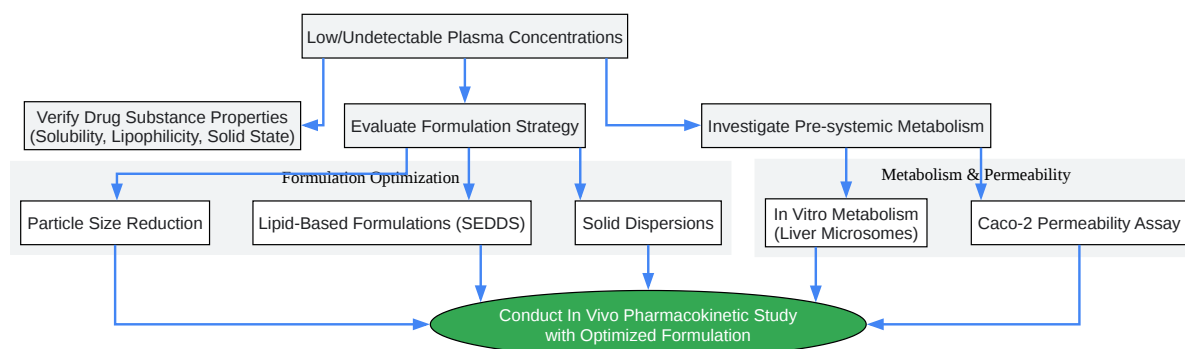 Low/Undetectable Plasma Concentrations
Verify Drug Substance Properties
(Solubility, Lipophilicity, Solid State)
Evaluate Formulation Strategy
Investigate Pre-systemic Metabolism
Formulation Optimization
Metabolism & Permeability
Particle Size Reduction
Lipid-Based Formulations (SEDDS)
Solid Dispersions
In Vitro Metabolism
(Liver Microsomes)
Caco-2 Permeability Assay
Conduct In Vivo Pharmacokinetic Study
with Optimized Formulation